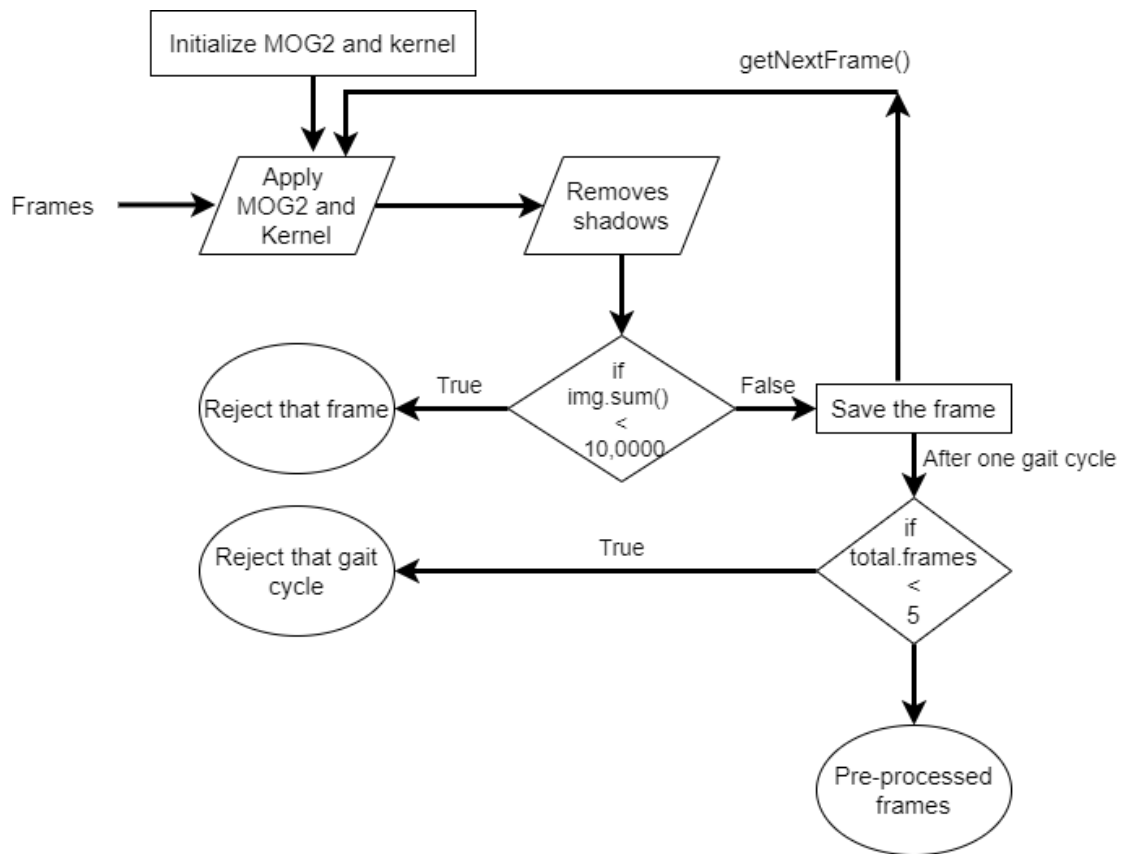 Initialize MOG2 and kernel
getNextFrame()
Frames
Apply
MOG2 and
Kernel
Removes
shadows
if
img.sum()
<
10,0000
True
Reject that frame
False
Save the frame
After one gait cycle
if
total.frames
<
5
True
Reject that gait
cycle
Pre-processed
frames